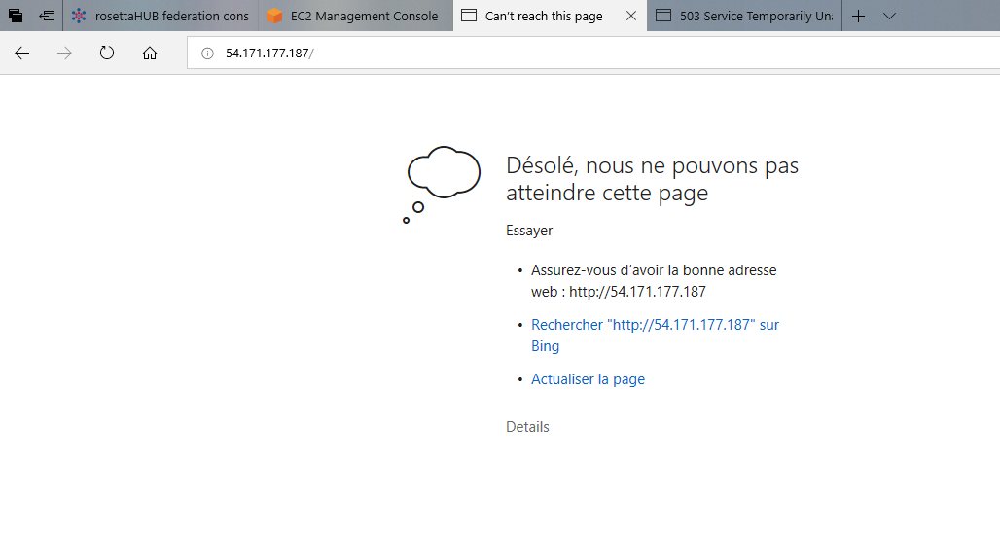 rosettaHUB federation cons
EC2 Management Console
Can't reach this page
503 Service Temporarily Una
54.171.177.187/
Désolé, nous ne pouvons pas
atteindre cette page
Essayer
• Assurez-vous d’avoir la bonne adresse
web : http://54.171.177.187
• Rechercher "http://54.171.177.187" sur
Bing
• Actualiser la page
Details